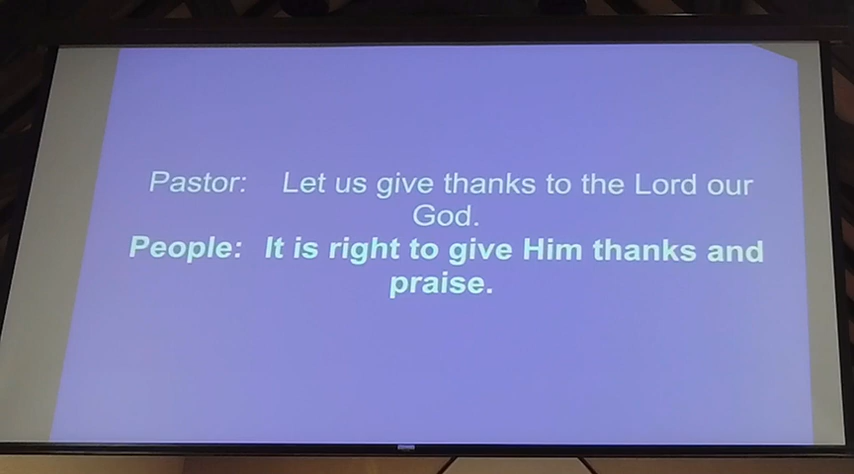 Pastor: Let us give thanks to the Lord our
God.
People: It is right to give Him thanks and
praise.